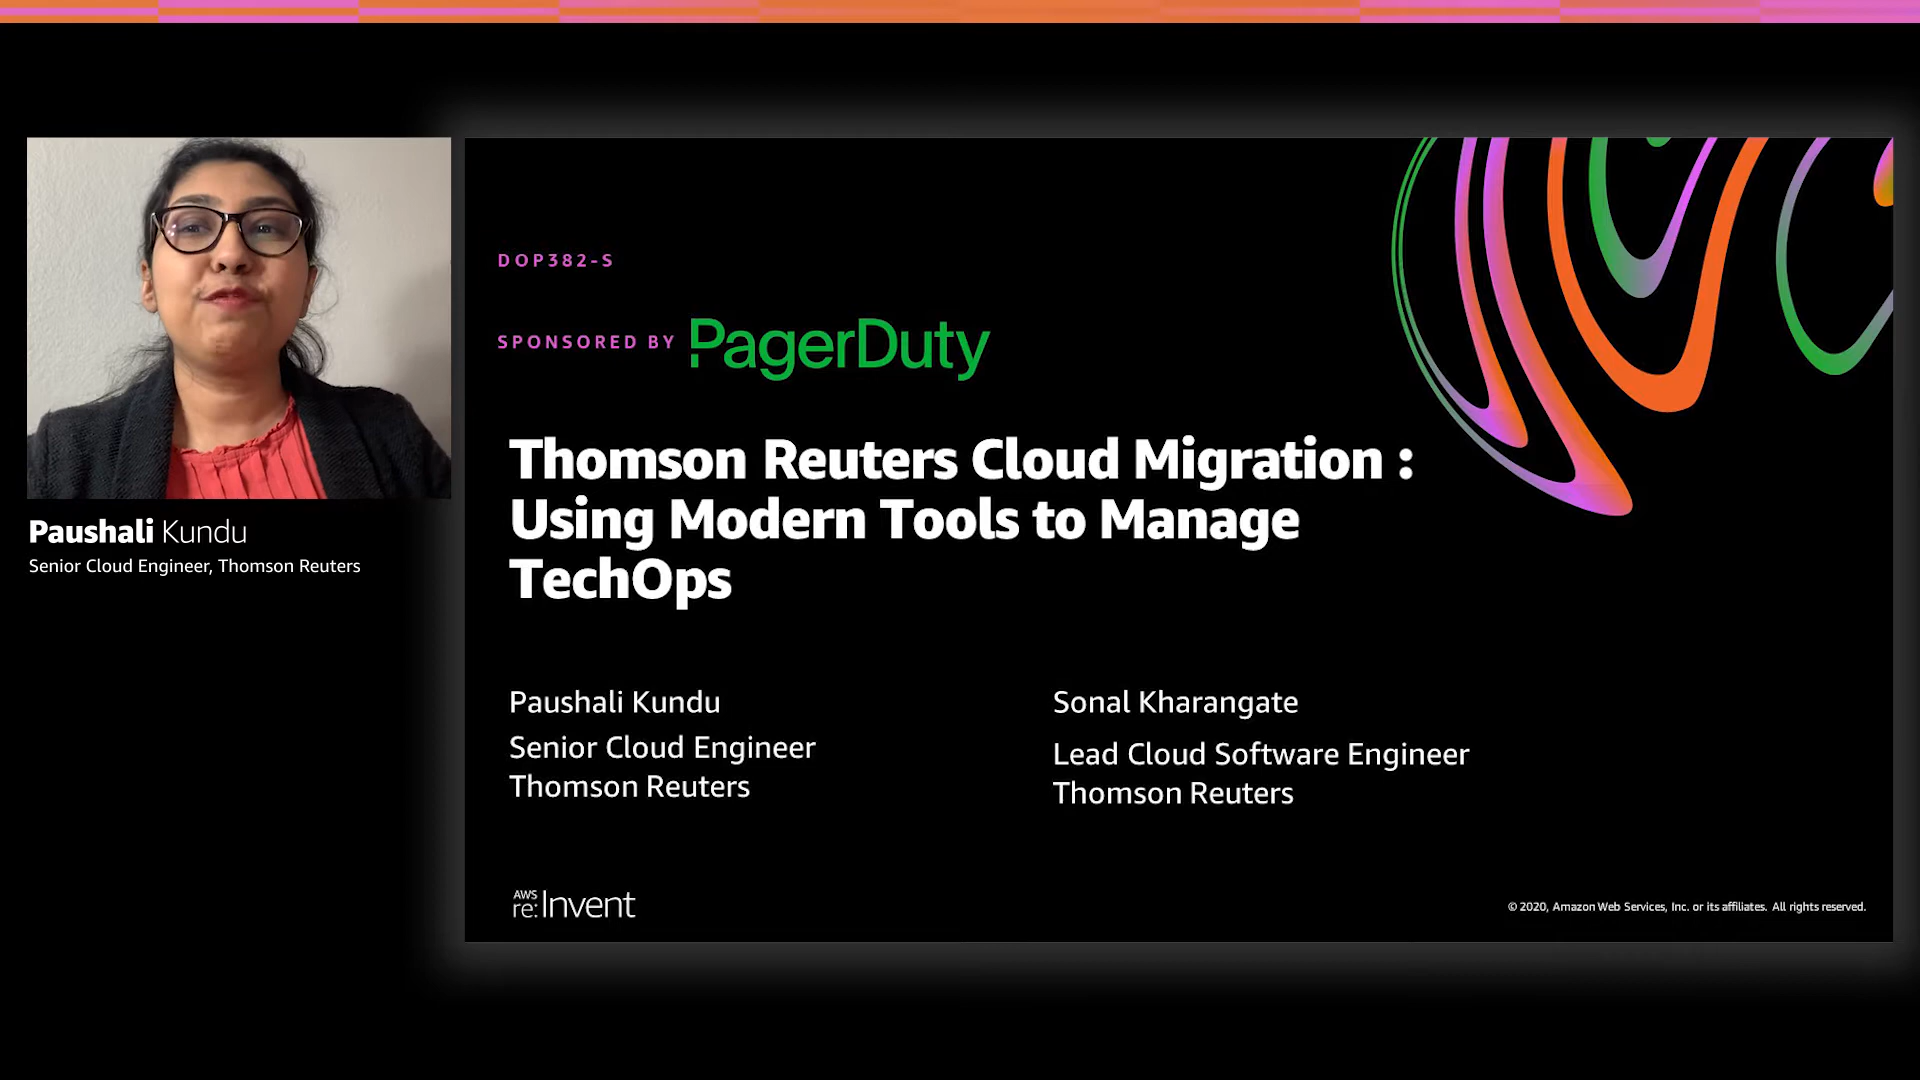 Paushali Kundu
Senior Cloud Engineer, Thomson Reuters
DOP382-S
SPONSORED BY PagerDuty
Thomson Reuters Cloud Migration :
Using Modern Tools to Manage
TechOps
Paushali Kundu
Senior Cloud Engineer
Thomson Reuters
Sonal Kharangate
Lead Cloud Software Engineer
Thomson Reuters
AWS
re:Invent
© 2020, Amazon Web Services, Inc. or its affiliates. All rights reserved.